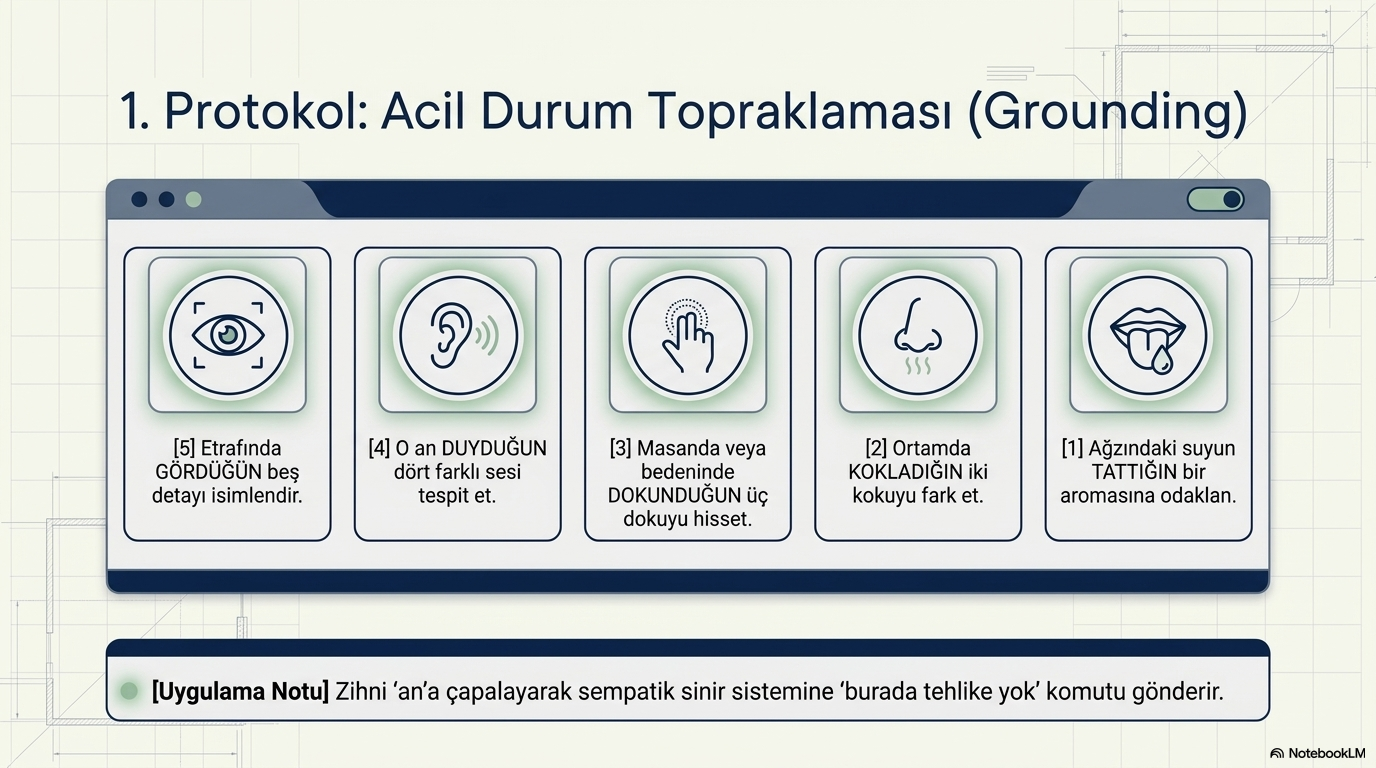 1. Protokol: Acil Durum Topraklaması (Grounding)
[5] Etrafında
GÖRDÜĞÜN beş
detayı isimlendir.
[4] O an DUYDUĞUN
dört farklı sesi
tespit et.
[3] Masanda veya
bedeninde
DOKUNDUĞUN üç
dokuyu hisset.
[2] Ortamda
KOKLADIĞIN iki
kokuyu fark et.
[1] Ağzındaki suyun
TATTIĞIN bir
aromasına odaklan.
[Uygulama Notu] Zihni ‘an’a çapalayarak sempatik sinir sistemine ‘burada tehlike yok’ komutu gönderir.
NotebookLM